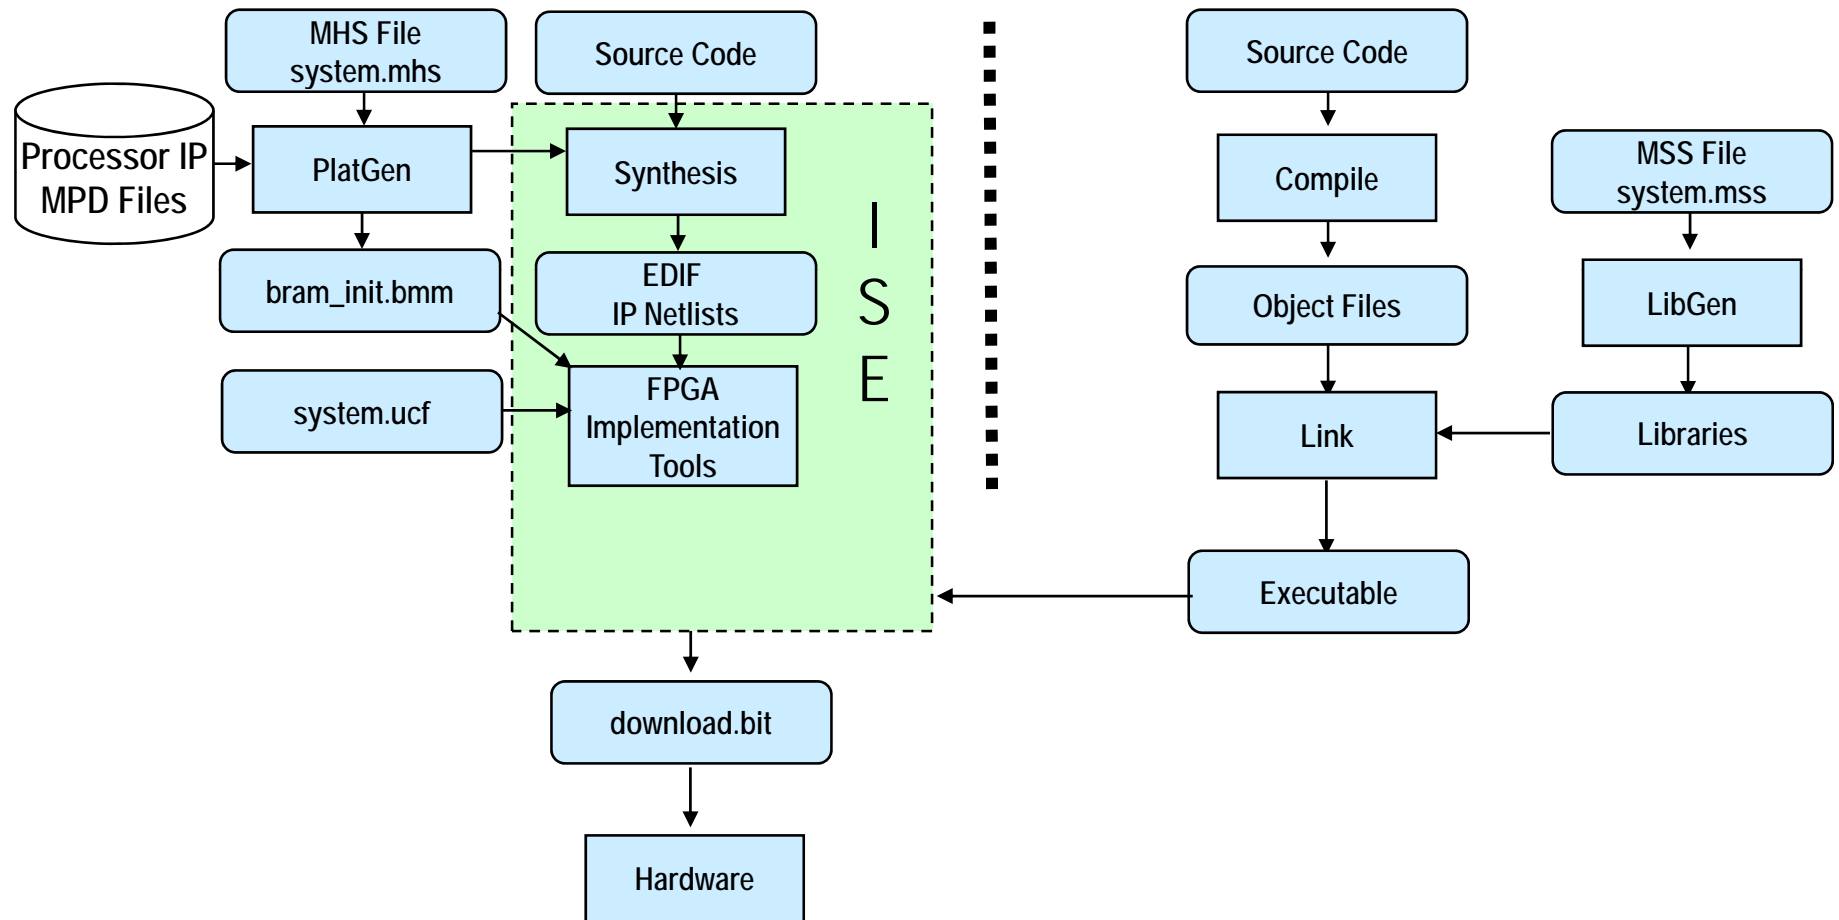 MHS File
system.mhs
Source Code
Source Code
Processor IP
MPD Files
PlatGen
Synthesis
Compile
MSS File
system.mss
I
S
E
bram_init.bmm
EDIF
IP Netlists
Object Files
LibGen
system.ucf
FPGA
Implementation
Tools
Link
Libraries
Executable
download.bit
Hardware